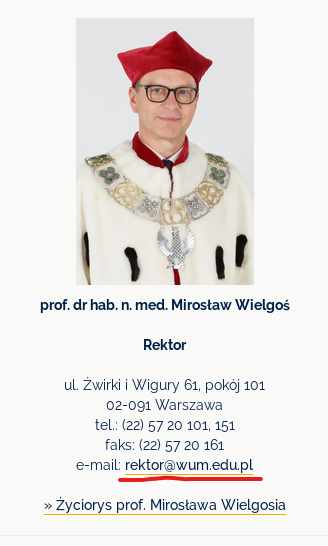 prof. dr hab. n. med. Mirosław Wielgoś
Rektor
ul. Żwirki i Wigury 61, pokój 101
02-091 Warszawa
tel.: (22) 57 20 101, 151
faks: (22) 57 20 161
e-mail: rektor@wum.edu.pl
» Życiorys prof. Mirosława Wielgosia